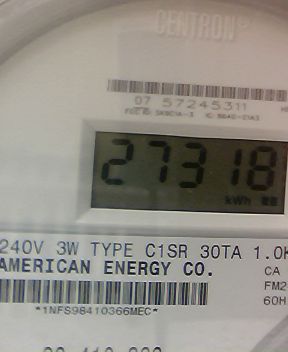 CENTRON®
07 57245311
27318
kWh
240V 3W TYPE C1SR 30TA 1.0K
AMERICAN ENERGY CO.
CA
FM2
60H
*1NFS98410366MEC*